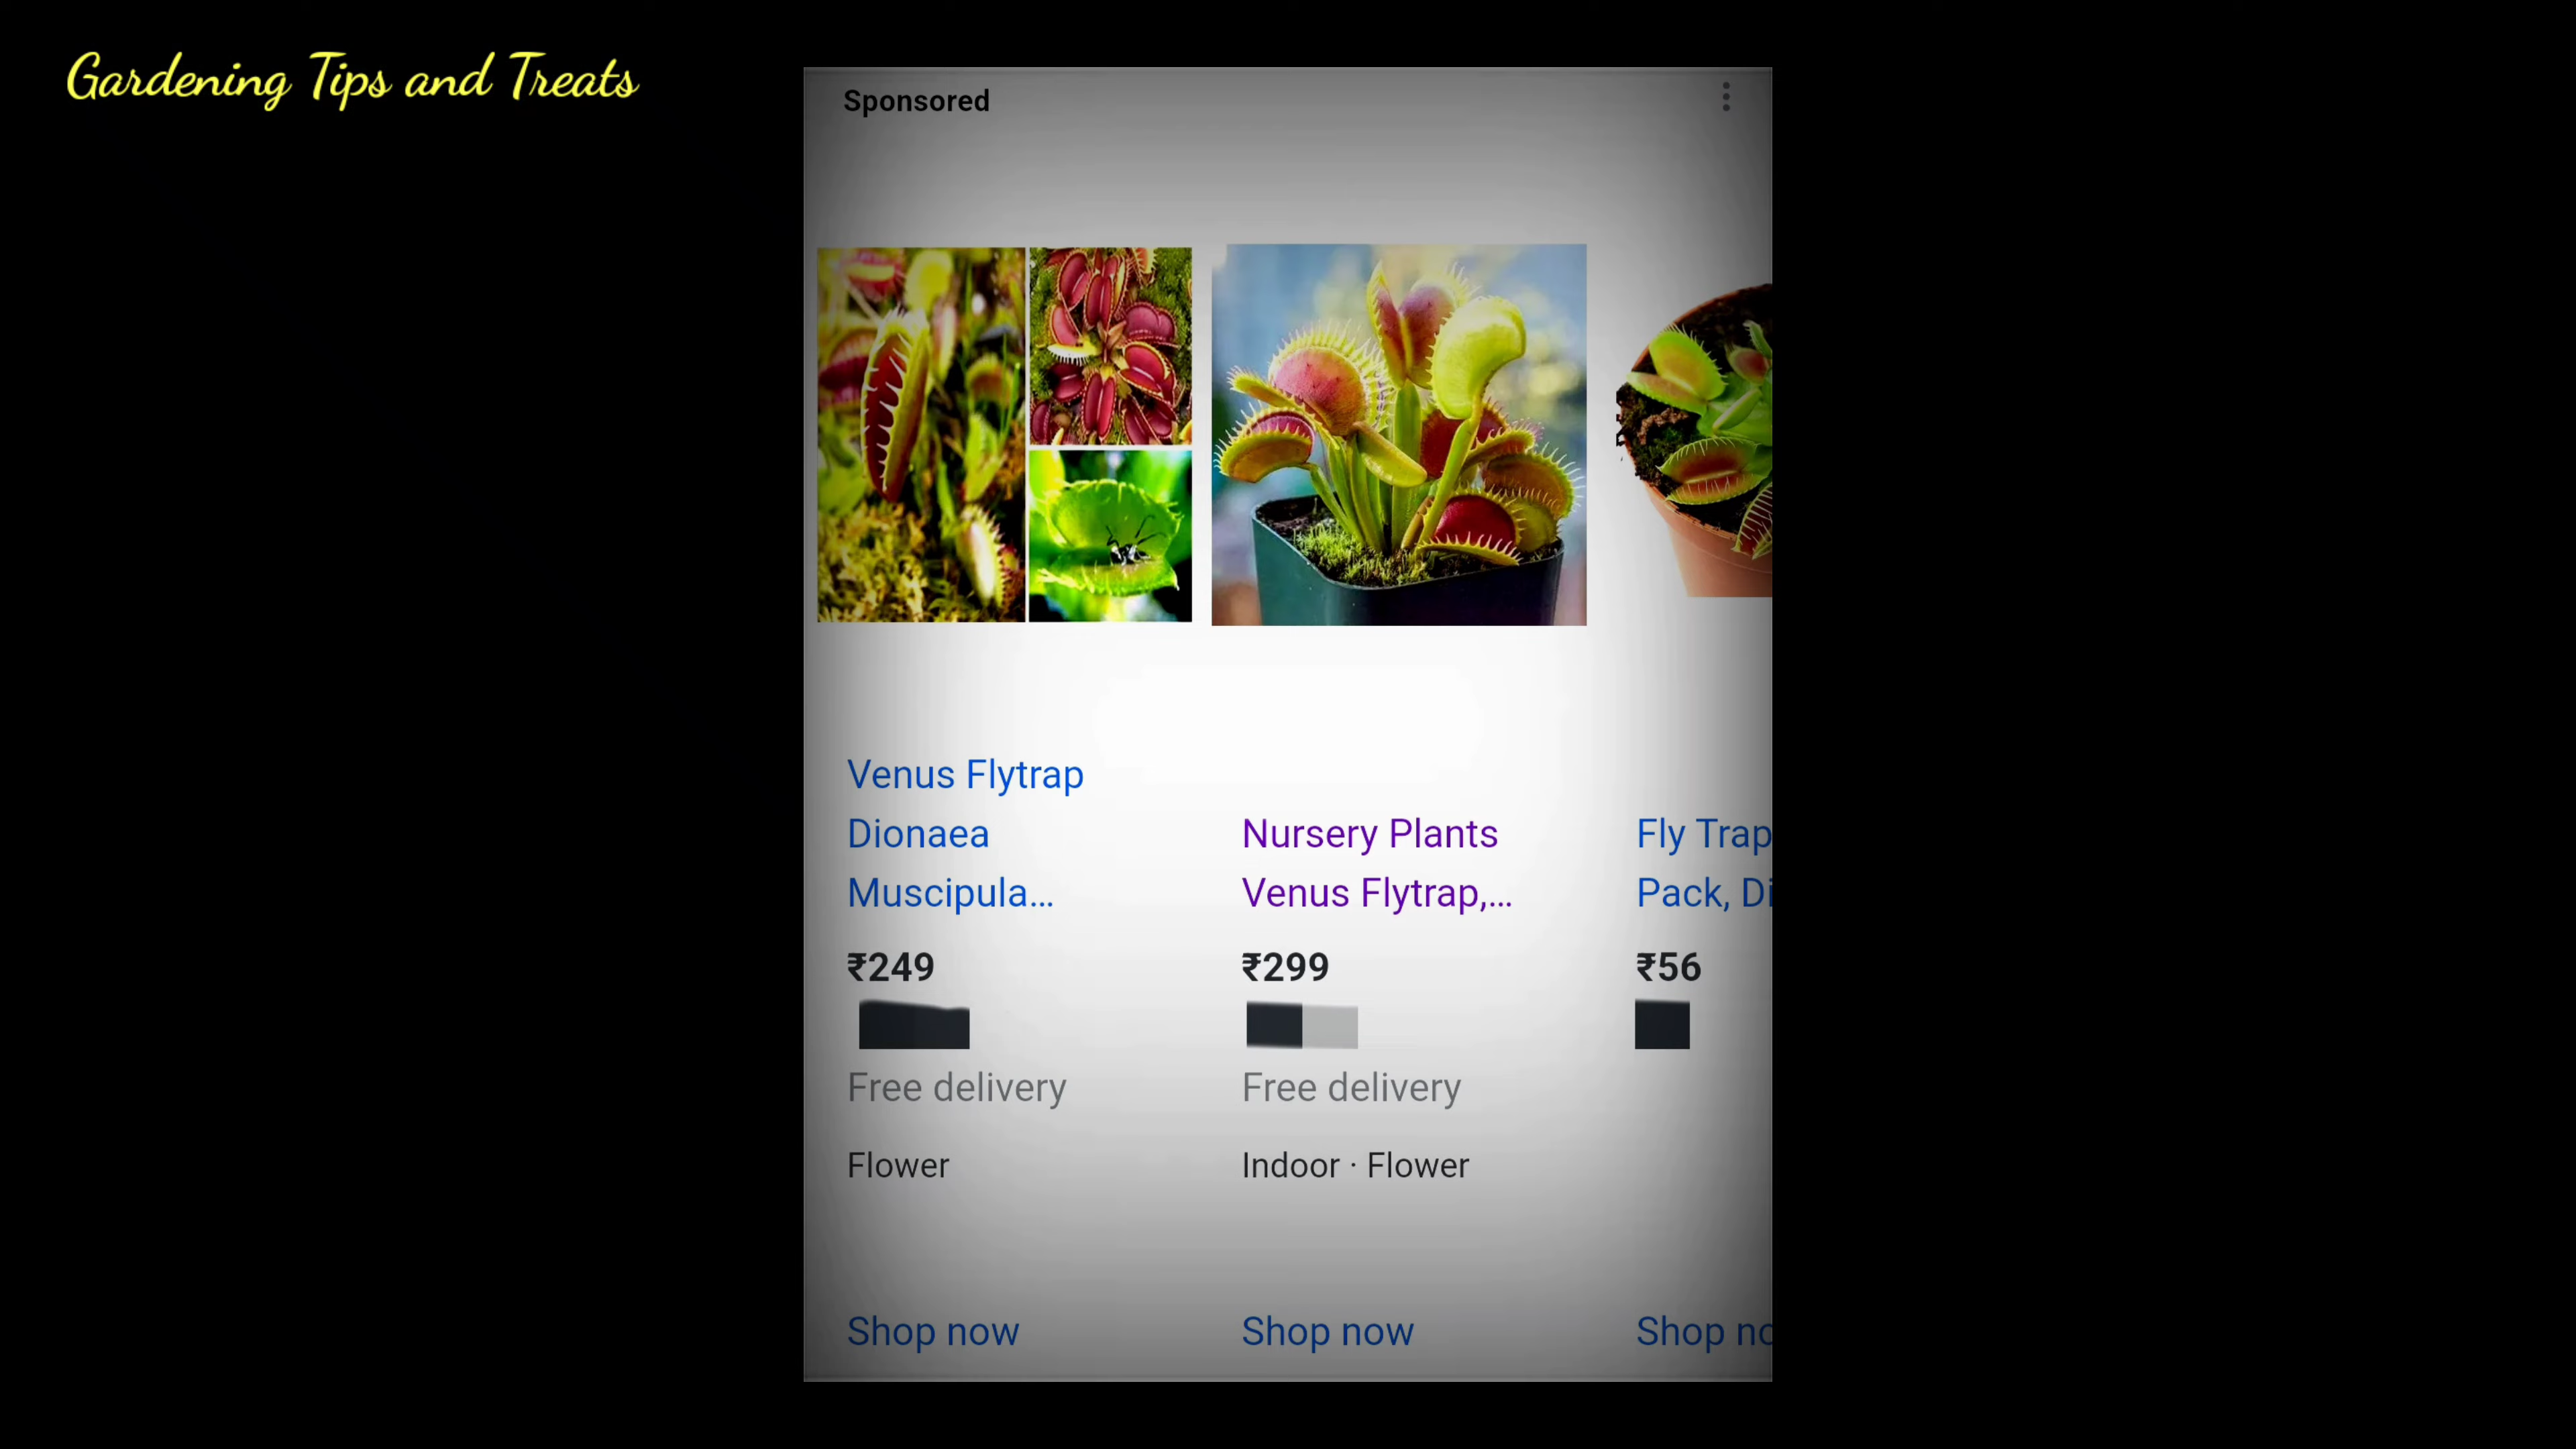 Gardening Tips and Treats
Sponsored
Venus Flytrap
Dionaea
Muscipula...
₹249
Free delivery
Flower
Shop now
Nursery Plants
Venus Flytrap,...
₹299
Free delivery
Indoor · Flower
Shop now
Fly Trap
Pack,
₹56
Shop